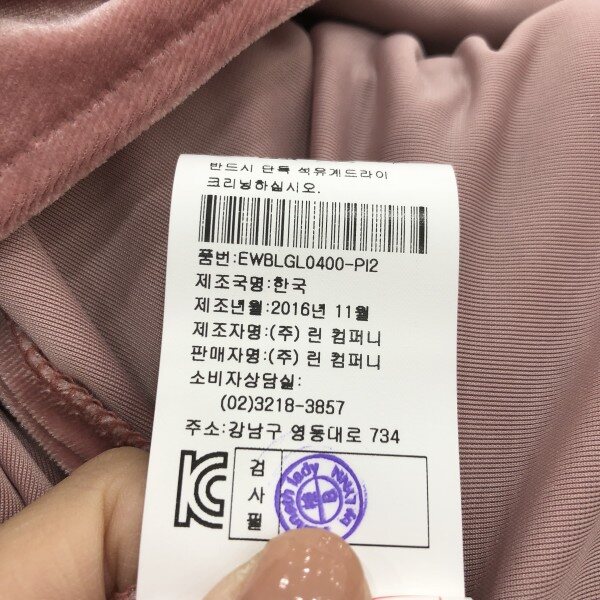 반드시 단독 석유계드라이
크리닝하십시오.
품번:EWBLGL0400-PI2
제조국명:한국
제조년월:2016년 11월
제조자명:(주) 린 컴퍼니
판매자명:(주) 린 컴퍼니
소비자상담실:
(02)3218-3857
주소:강남구 영동대로 734
검
사
필
lady